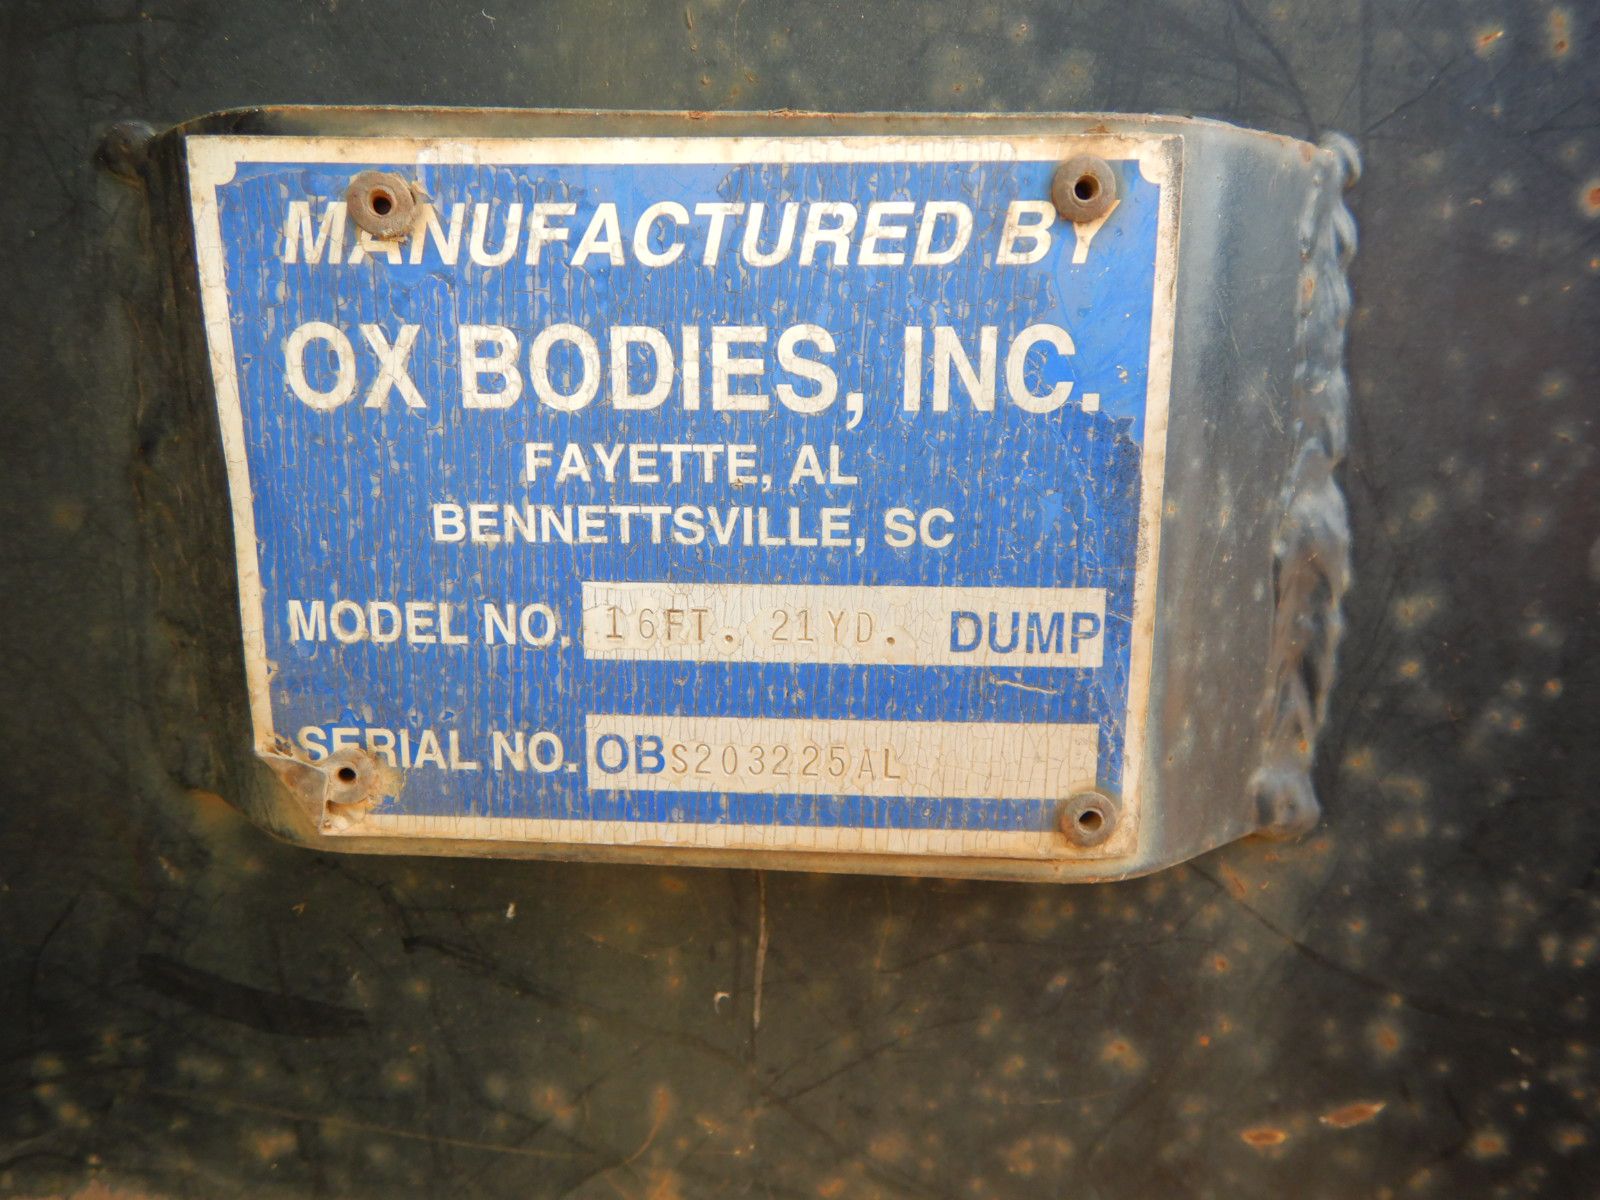 MANUFACTURED BY
OX BODIES, INC.
FAYETTE, AL
BENNETTSVILLE, SC
MODEL NO. 16FT. 21YD. DUMP
SERIAL NO. OBS203225AL